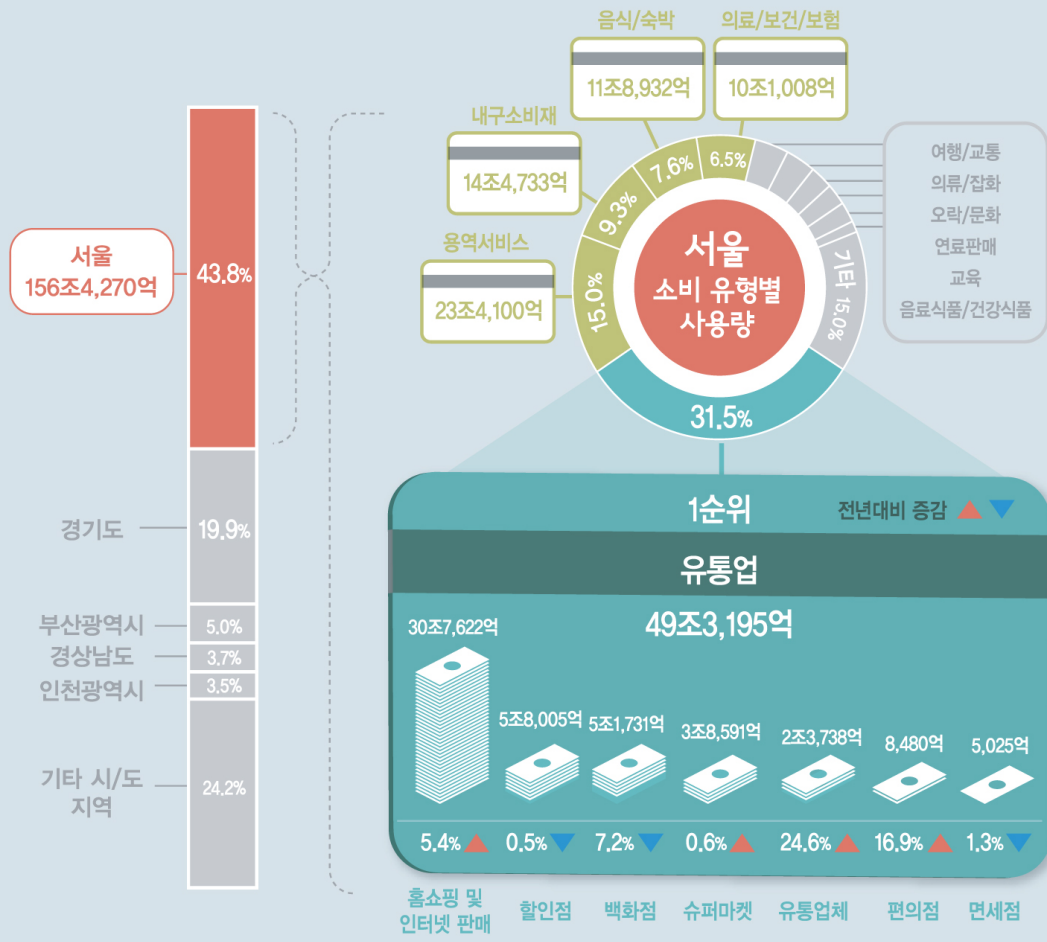 음식/숙박
11조8,932억
의료/보건/보험
10조1,008억
내구소비재
14조4,733억
용역서비스
23조4,100억
여행/교통
의류/잡화
오락/문화
연료판매
교육
음료식품/건강식품
15.0%
9.3%
7.6%
6.5%
기타 15.0%
31.5%
서울
소비 유형별
사용량
서울
156조4,270억
43.8%
경기도
19.9%
부산광역시
5.0%
경상남도
3.7%
인천광역시
3.5%
기타 시/도
지역
24.2%
1순위
전년대비 증감 ▲ ▼
유통업
49조3,195억
30조7,622억
5조8,005억
5조1,731억
3조8,591억
2조3,738억
8,480억
5,025억
5.4% ▲
0.5% ▼
7.2% ▼
0.6% ▲
24.6% ▲
16.9% ▲
1.3% ▼
홈쇼핑 및
인터넷 판매
할인점
백화점
슈퍼마켓
유통업체
편의점
면세점